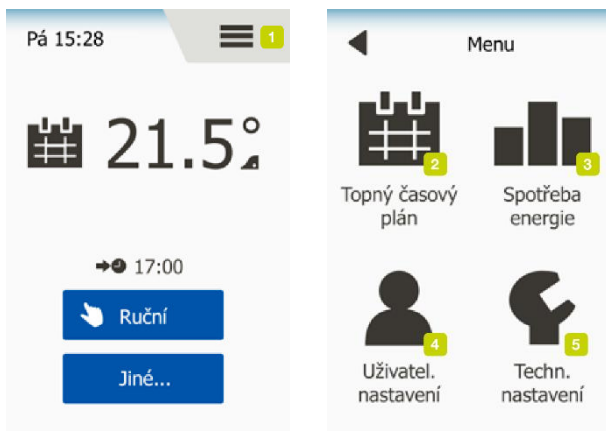 Pá 15:28
1
21.5°
17:00
Ruční
Jiné...
Menu
2
3
Topný časový
plán
Spotřeba
energie
4
5
Uživatel.
nastavení
Techn.
nastavení